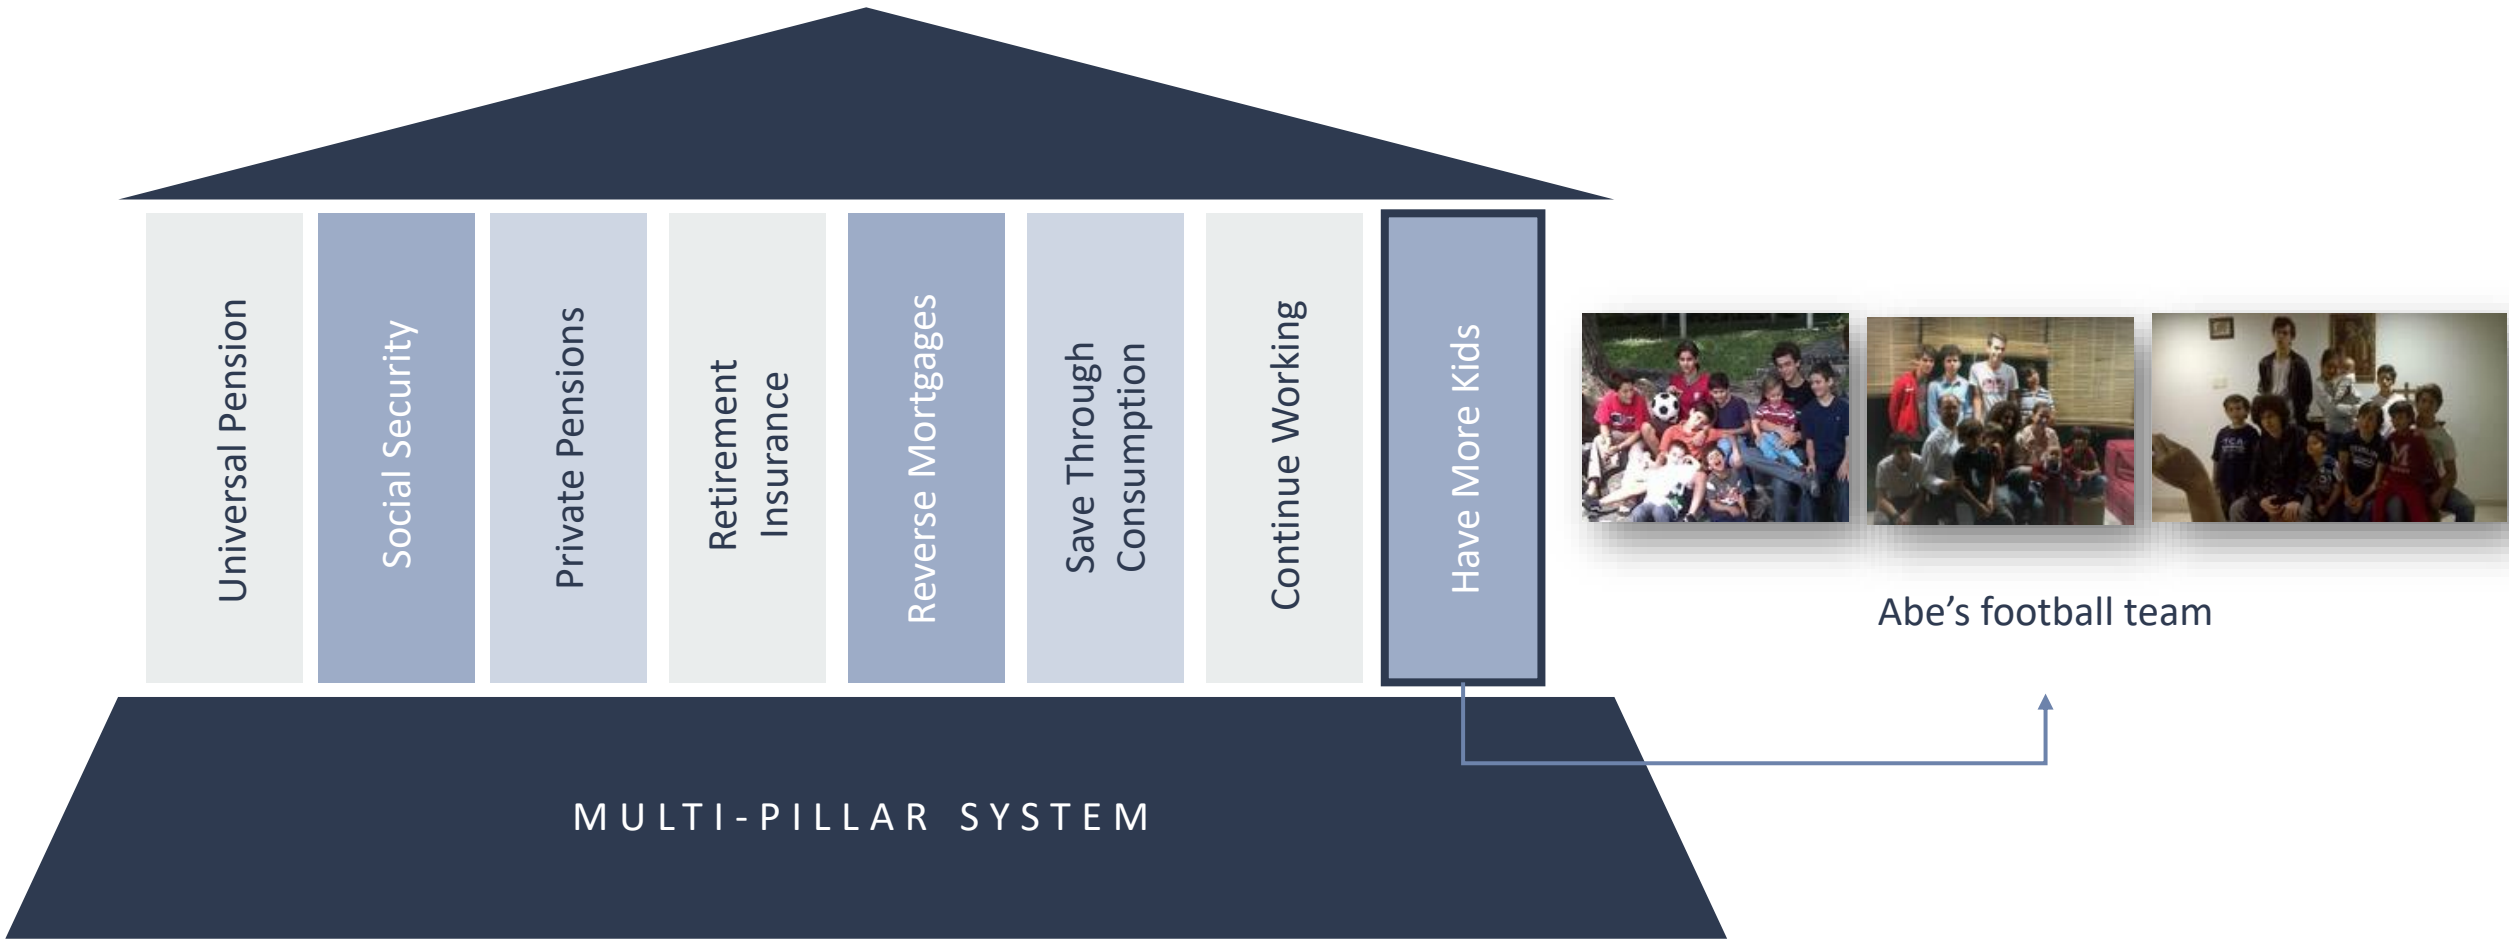 Universal Pension
Social Security
Private Pensions
Retirement
Insurance
Reverse Mortgages
Save Through
Consumption
Continue Working
Have More Kids
Abe’s football team
MULTI-PILLAR SYSTEM